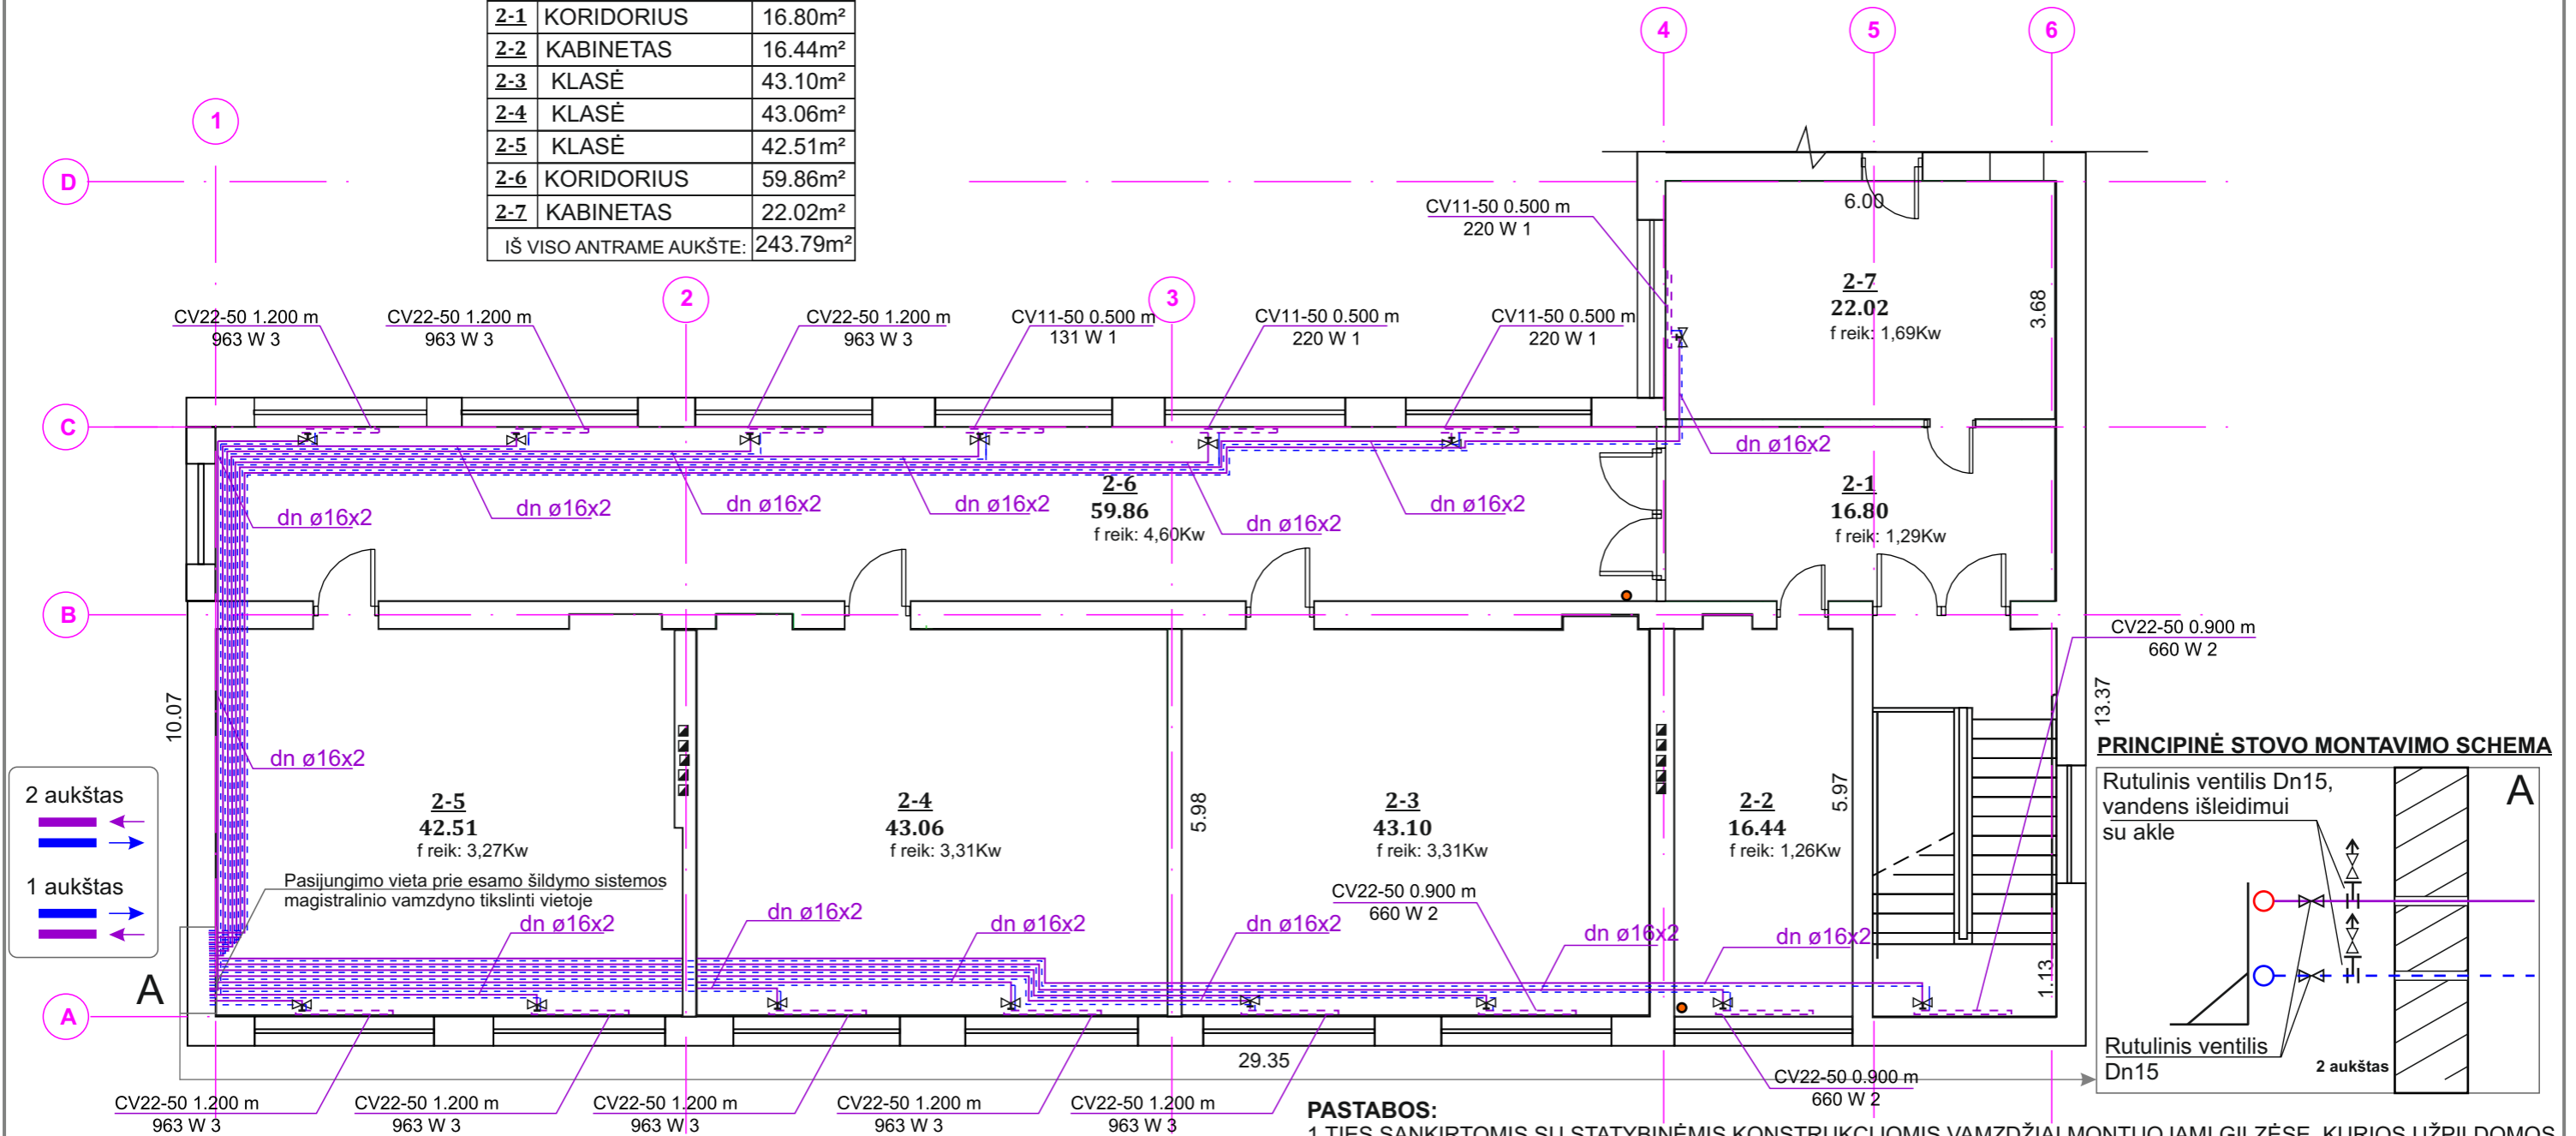 2-1 KORIDORIUS 16.80m²
2-2 KABINETAS 16.44m²
2-3 KLASĖ 43.10m²
2-4 KLASĖ 43.06m²
2-5 KLASĖ 42.51m²
2-6 KORIDORIUS 59.86m²
2-7 KABINETAS 22.02m²
IŠ VISO ANTRAME AUKŠTE: 243.79m²
4
5
6
1
D
6.00
CV11-50 0.500 m
220 W 1
2-7
22.02
f reik: 1,69Kw
3.68
2
3
CV22-50 1.200 m
963 W 3
CV22-50 1.200 m
963 W 3
CV22-50 1.200 m
963 W 3
CV11-50 0.500 m
131 W 1
CV11-50 0.500 m
220 W 1
CV11-50 0.500 m
220 W 1
C
dn ø16x2
dn ø16x2
dn ø16x2
dn ø16x2
dn ø16x2
2-6
59.86
f reik: 4,60Kw
dn ø16x2
dn ø16x2
2-1
16.80
f reik: 1,29Kw
B
CV22-50 0.900 m
660 W 2
10.07
13.37
dn ø16x2
5.98
5.97
2-5
42.51
f reik: 3,27Kw
2-4
43.06
f reik: 3,31Kw
2-3
43.10
f reik: 3,31Kw
2-2
16.44
f reik: 1,26Kw
2 aukštas
1 aukštas
Pasijungimo vieta prie esamo šildymo sistemos
magistralinio vamzdyno tikslinti vietoje
CV22-50 0.900 m
660 W 2
dn ø16x2
dn ø16x2
dn ø16x2
dn ø16x2
dn ø16x2
dn ø16x2
1.13
A
A
29.35
CV22-50 1.200 m
963 W 3
CV22-50 1.200 m
963 W 3
CV22-50 1.200 m
963 W 3
CV22-50 1.200 m
963 W 3
CV22-50 1.200 m
963 W 3
CV22-50 0.900 m
660 W 2
PRINCIPINĖ STOVO MONTAVIMO SCHEMA
Rutulinis ventilis Dn15,
vandens išleidimui
su akle
A
Rutulinis ventilis
Dn15
2 aukštas
PASTABOS:
1.TIES SANKIRTOMIS SU STATYBINĖMIS KONSTRUKCIJOMIS VAMZDŽIAI MONTUOJAMI GILZĖSE, KURIOS UŽPILDOMOS